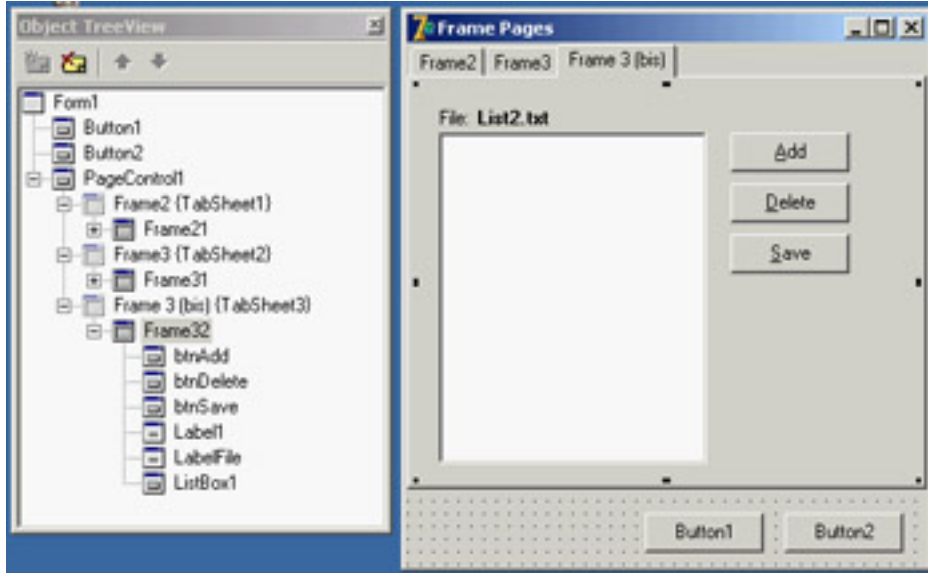 Object TreeView
Form1
Button1
Button2
PageControl1
Frame2 {TabSheet1}
Frame21
Frame3 {TabSheet2}
Frame31
Frame 3 (bis) {TabSheet3}
Frame32
btnAdd
btnDelete
btnSave
Label1
LabelFile
ListBox1
7 Frame Pages
Frame2 Frame3 Frame 3 (bis)
File: List2.txt
Add
Delete
Save
Button1 Button2